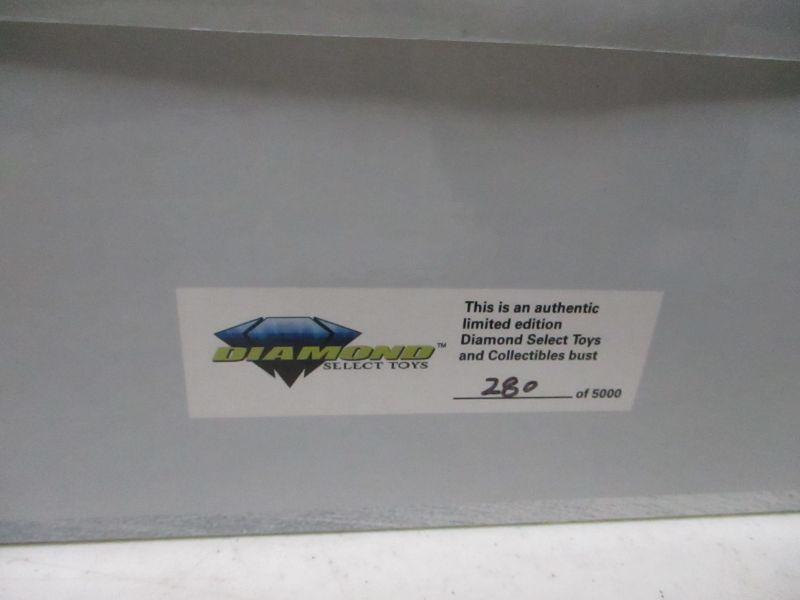 DIAMOND™
SELECT TOYS
This is an authentic
limited edition
Diamond Select Toys
and Collectibles bust
280 of 5000